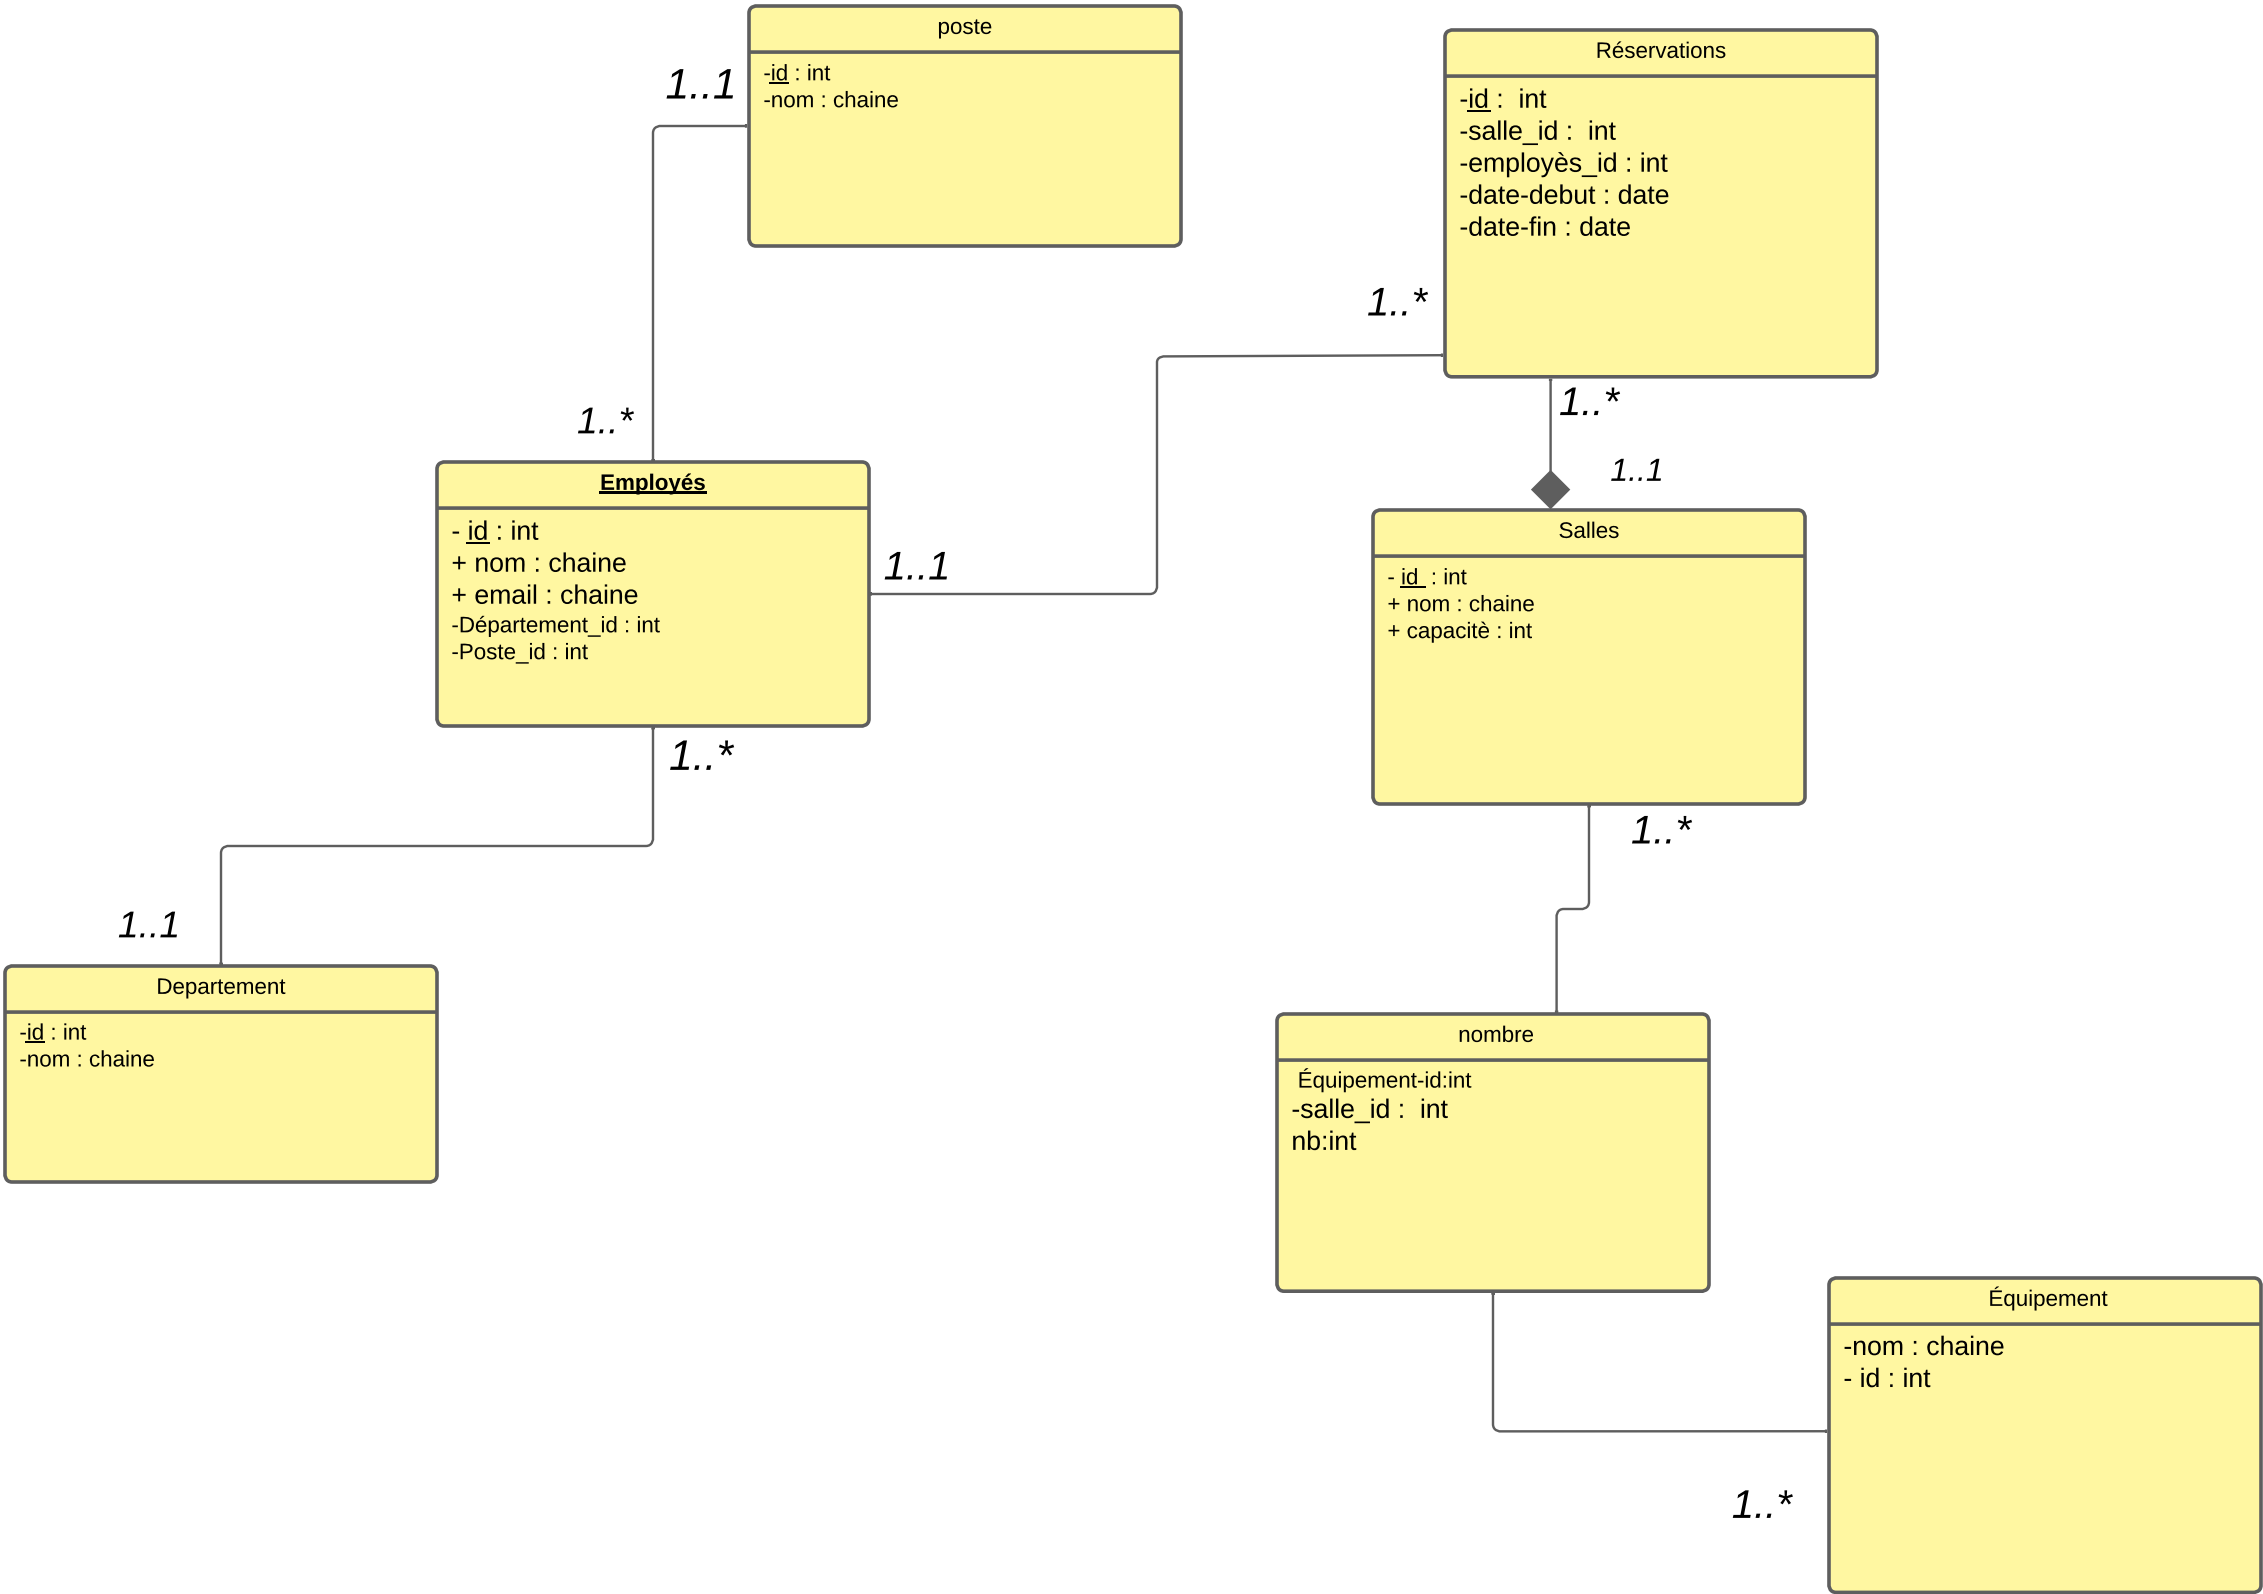 poste
-id : int
-nom : chaine
1..1
Réservations
-id :  int
-salle_id :  int
-employès_id : int
-date-debut : date
-date-fin : date
1..*
1..*
1..*
1..1
Employés
- id : int
+ nom : chaine
+ email : chaine
-Département_id : int
-Poste_id : int
1..1
Salles
- id  : int
+ nom : chaine
+ capacitè : int
1..*
1..*
1..1
Departement
-id : int
-nom : chaine
nombre
Équipement-id:int
-salle_id :  int
nb:int
Équipement
-nom : chaine
- id : int
1..*